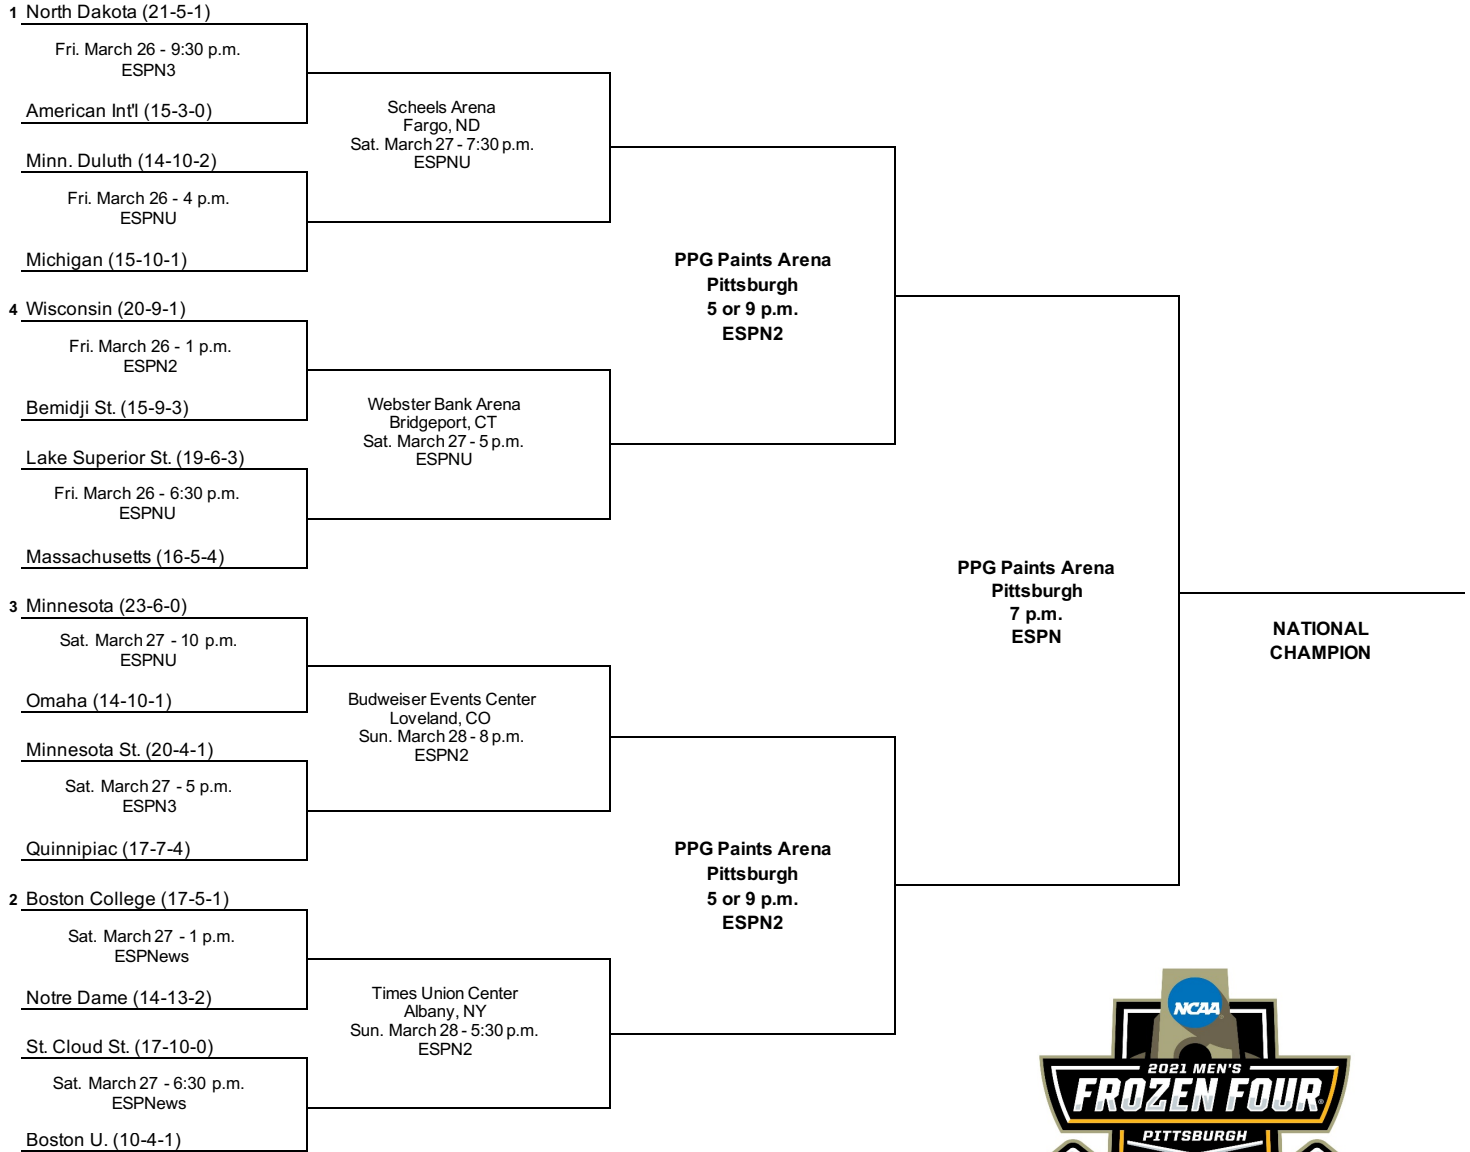 1 North Dakota (21-5-1)
Fri. March 26 - 9:30 p.m.
ESPN3
American Int'l (15-3-0)
Scheels Arena
Fargo, ND
Sat. March 27 - 7:30 p.m.
ESPNU
Minn. Duluth (14-10-2)
Fri. March 26 - 4 p.m.
ESPNU
Michigan (15-10-1)
PPG Paints Arena
Pittsburgh
5 or 9 p.m.
ESPN2
4 Wisconsin (20-9-1)
Fri. March 26 - 1 p.m.
ESPN2
Bemidji St. (15-9-3)
Webster Bank Arena
Bridgeport, CT
Sat. March 27 - 5 p.m.
ESPNU
Lake Superior St. (19-6-3)
Fri. March 26 - 6:30 p.m.
ESPNU
Massachusetts (16-5-4)
PPG Paints Arena
Pittsburgh
7 p.m.
ESPN
NATIONAL
CHAMPION
3 Minnesota (23-6-0)
Sat. March 27 - 10 p.m.
ESPNU
Omaha (14-10-1)
Budweiser Events Center
Loveland, CO
Sun. March 28 - 8 p.m.
ESPN2
Minnesota St. (20-4-1)
Sat. March 27 - 5 p.m.
ESPN3
Quinnipiac (17-7-4)
PPG Paints Arena
Pittsburgh
5 or 9 p.m.
ESPN2
2 Boston College (17-5-1)
Sat. March 27 - 1 p.m.
ESPNews
Notre Dame (14-13-2)
Times Union Center
Albany, NY
Sun. March 28 - 5:30 p.m.
ESPN2
St. Cloud St. (17-10-0)
Sat. March 27 - 6:30 p.m.
ESPNews
Boston U. (10-4-1)
NCAA
2021 MEN'S
FROZEN FOUR®
PITTSBURGH